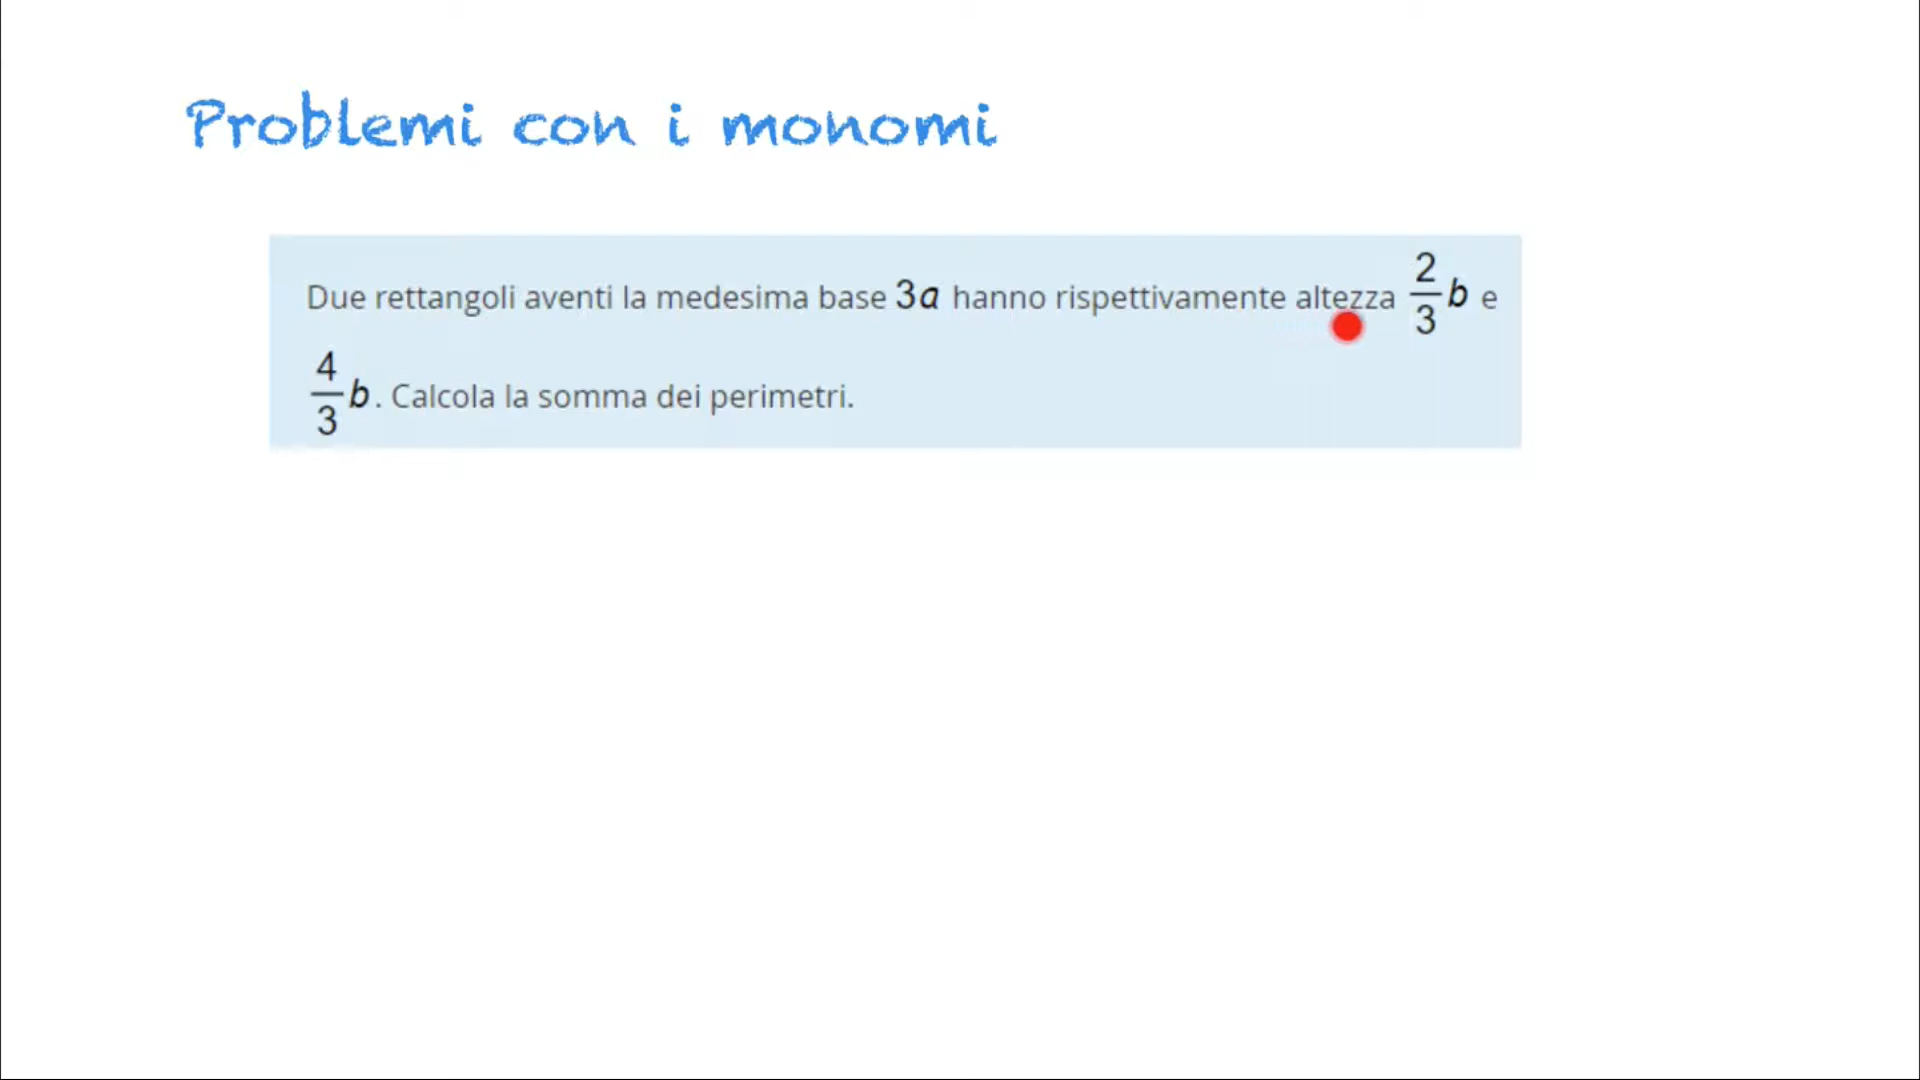 Problemi con i monomi
Due rettangoli aventi la medesima base 3a hanno rispettivamente altezza 2/3 b e
4/3 b. Calcola la somma dei perimetri.